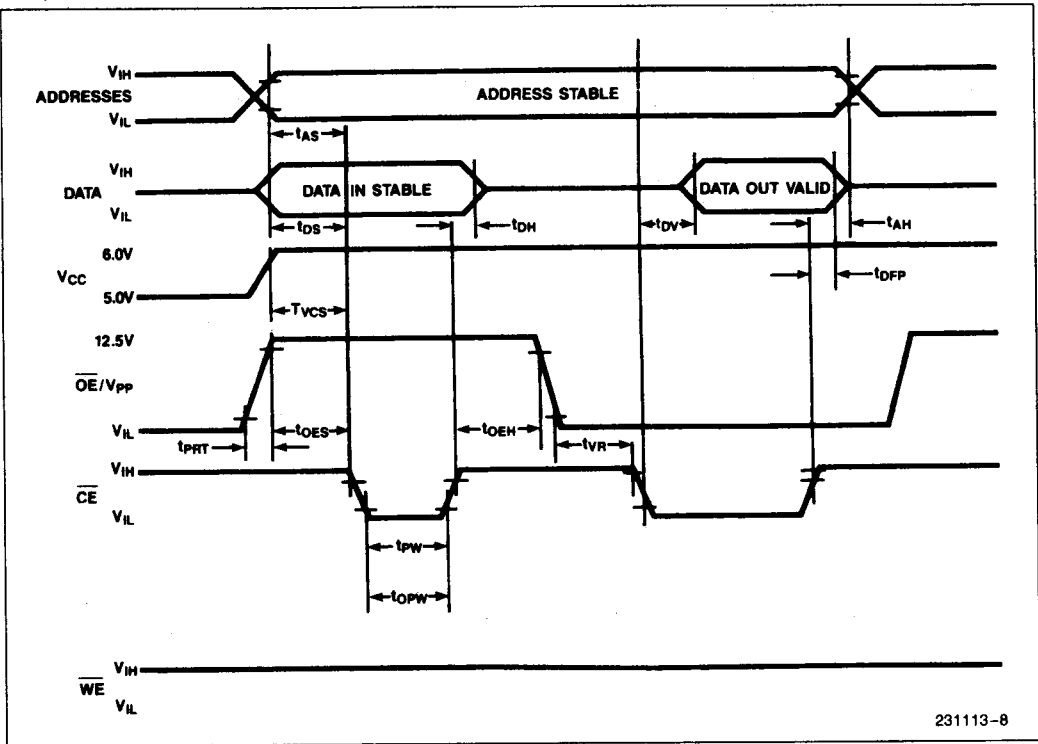 VIH
ADDRESSES
ADDRESS STABLE
VIL
tAS
VIH
DATA
DATA IN STABLE
DATA OUT VALID
VIL
tDS
tDH
tDV
tAH
6.0V
VCC
tDFP
5.0V
TVCS
12.5V
OE/VPP
VIL
tPRT
tOES
tOEH
tVR
VIH
CE
VIL
tPW
tOPW
VIH
WE
VIL
231113-8